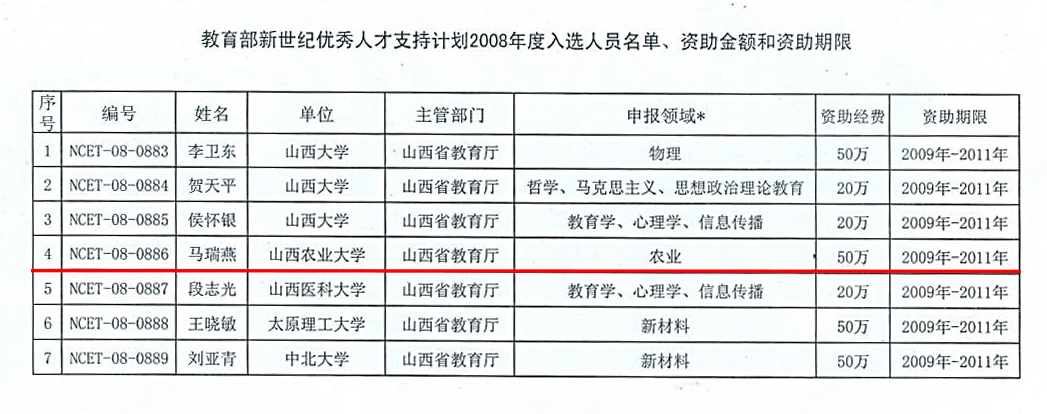 教育部新世纪优秀人才支持计划2008年度入选人员名单、资助金额和资助期限
序号 编号 姓名 单位 主管部门 申报领域* 资助经费 资助期限
1 NCET-08-0883 李卫东 山西大学 山西省教育厅 物理 50万 2009年-2011年
2 NCET-08-0884 贺天平 山西大学 山西省教育厅 哲学、马克思主义、思想政治理论教育 20万 2009年-2011年
3 NCET-08-0885 侯怀银 山西大学 山西省教育厅 教育学、心理学、信息传播 20万 2009年-2011年
4 NCET-08-0886 马瑞燕 山西农业大学 山西省教育厅 农业 50万 2009年-2011年
5 NCET-08-0887 段志光 山西医科大学 山西省教育厅 教育学、心理学、信息传播 20万 2009年-2011年
6 NCET-08-0888 王晓敏 太原理工大学 山西省教育厅 新材料 50万 2009年-2011年
7 NCET-08-0889 刘亚青 中北大学 山西省教育厅 新材料 50万 2009年-2011年